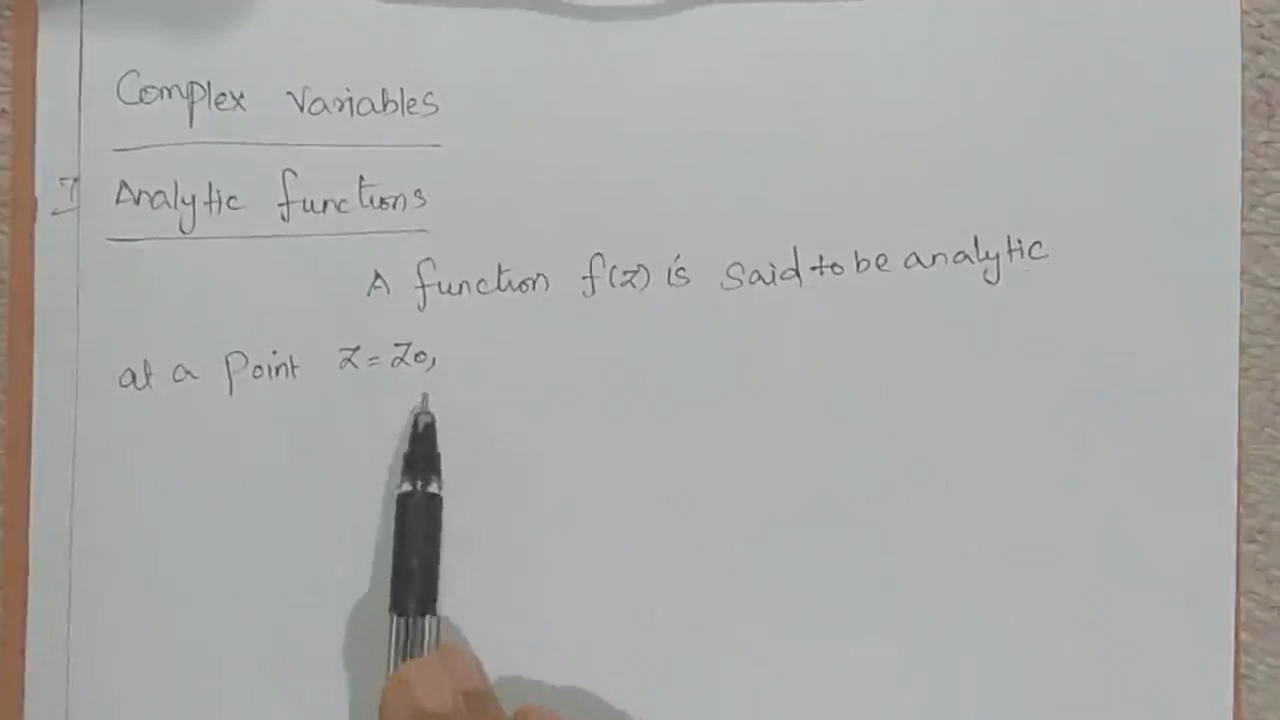 Complex Variables
I Analytic functions
A function f(z) is said to be analytic
at a point z = z0,